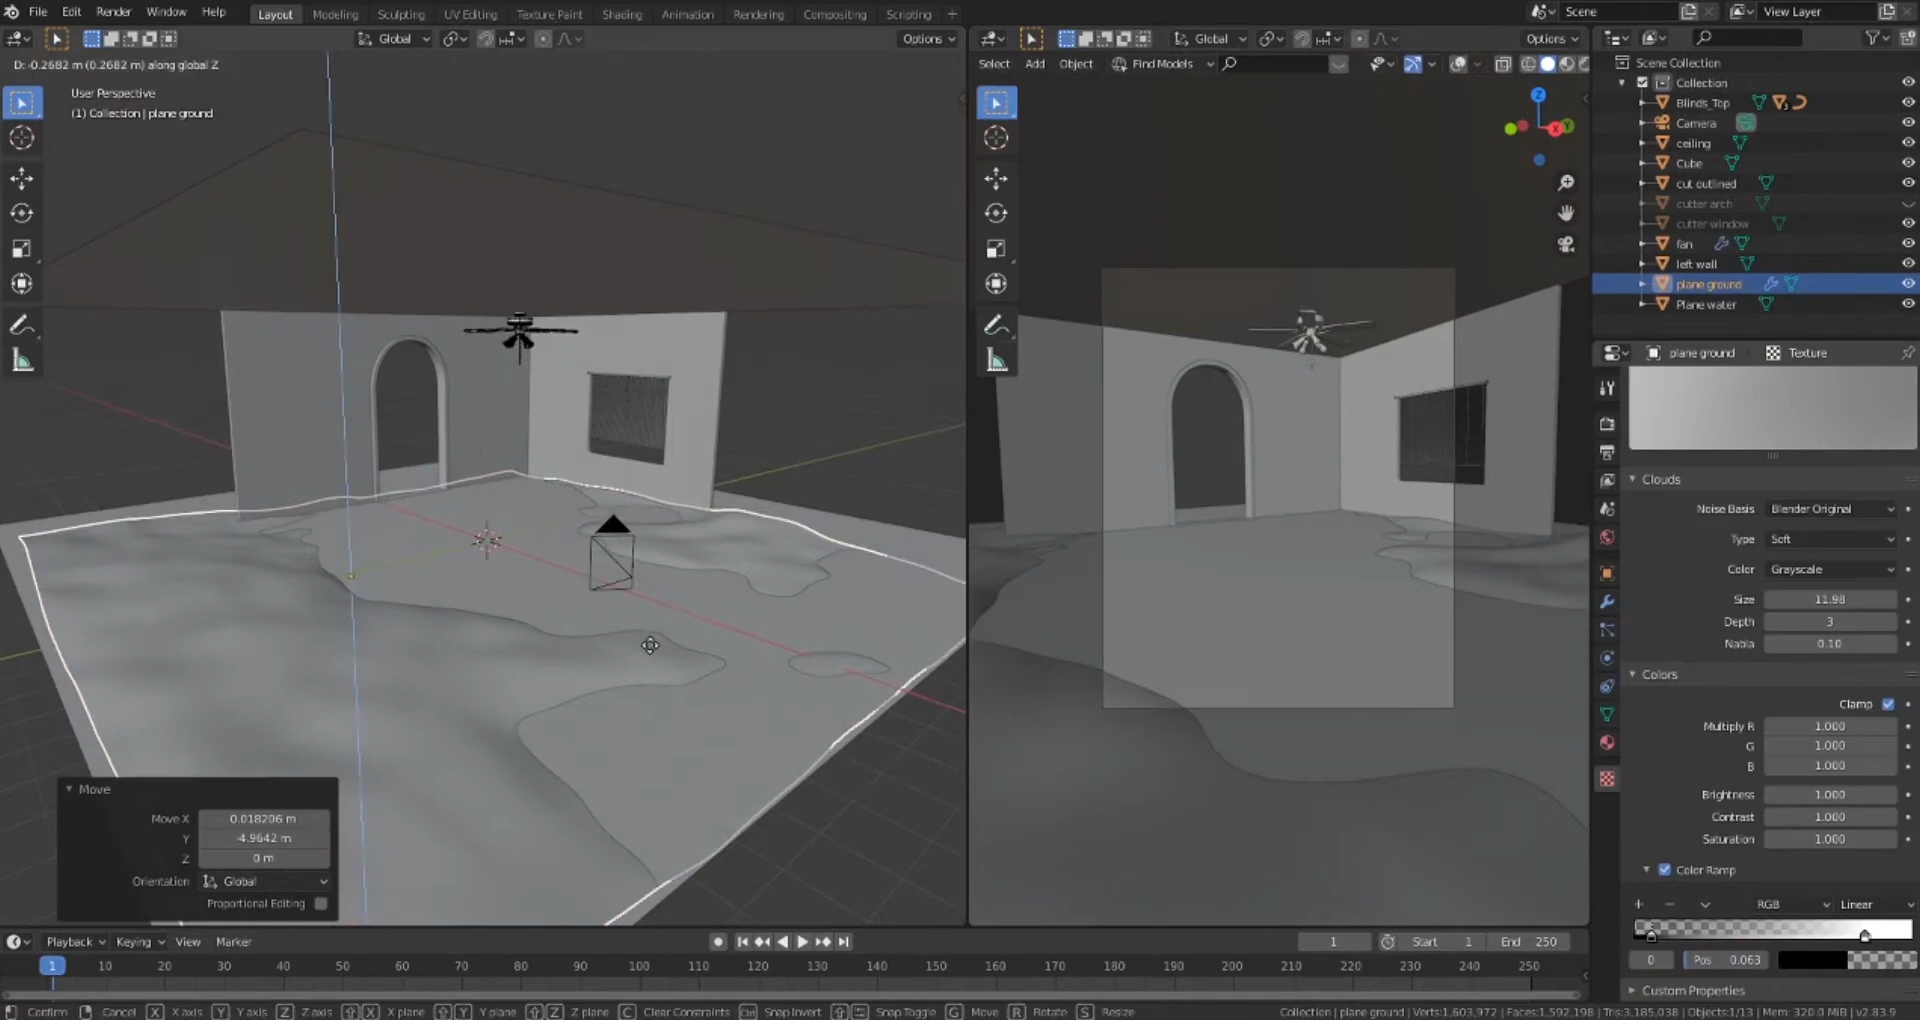 File Edit Render Window Help Layout Modeling Sculpting UV Editing Texture Paint Shading Animation Rendering Compositing Scripting + Scene View Layer
Global Options
D: -0.2682 m (0.2682 m) along global Z
User Perspective
(1) Collection | plane ground
Move
Move X 0.018206 m
Y -4.9642 m
Z 0 m
Orientation Global
Proportional Editing
Global Options
Select Add Object Find Models
Z
Scene Collection
Collection
Blinds_Top
Camera
ceiling
Cube
cut outlined
cutter arch
cutter window
fan
left wall
plane ground
Plane water
plane ground Texture
Clouds
Noise Basis Blender Original
Type Soft
Color Grayscale
Size 11.98
Depth 3
Nabla 0.10
Colors
Clamp
Multiply R 1.000
G 1.000
B 1.000
Brightness 1.000
Contrast 1.000
Saturation 1.000
Color Ramp
+ − RGB Linear
0 Pos 0.063
Custom Properties
Playback Keying View Marker 1 Start 1 End 250
1 10 20 30 40 50 60 70 80 90 100 110 120 130 140 150 160 170 180 190 200 210 220 230 240 250
Confirm Cancel X X axis Y Y axis Z Z axis X X plane Y Y plane Z Z plane C Clear Constraints Ctrl Snap Invert Snap Toggle G Move R Rotate S Resize Collection | plane ground | Verts:1,603,972 | Faces:1,592,198 | Tris:3,185,038 | Objects:1/13 | Mem: 320.0 MiB | v2.83.9